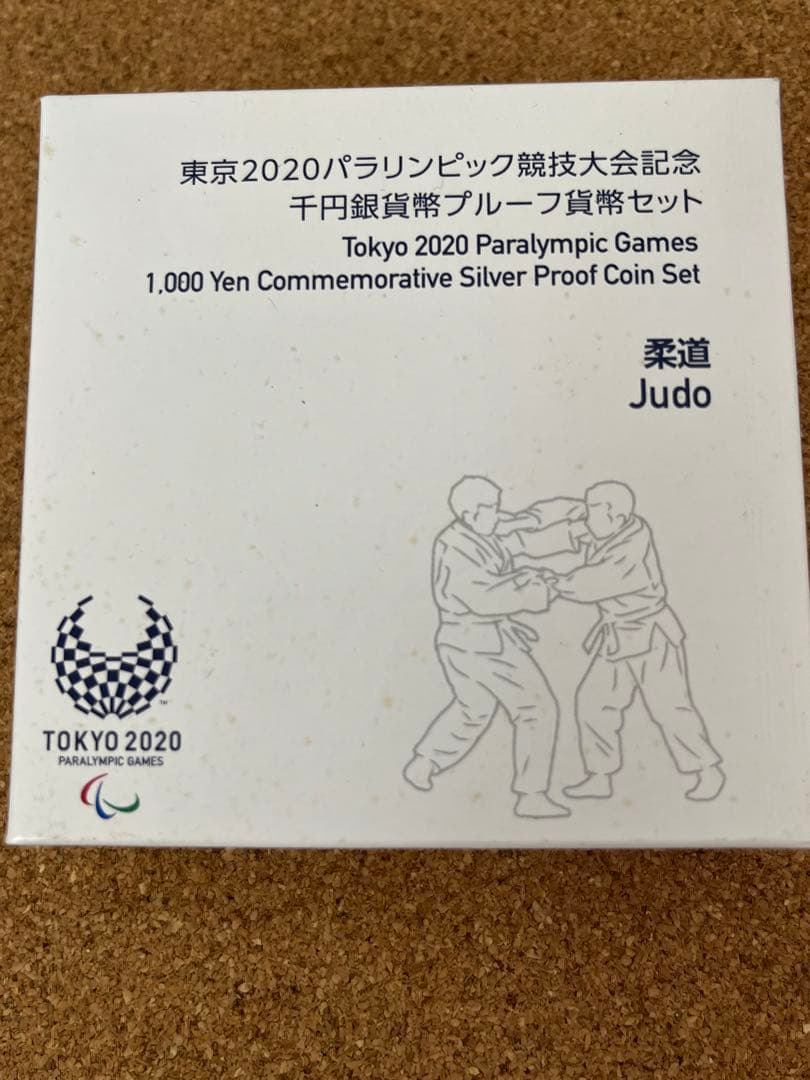 東京2020パラリンピック競技大会記念
千円銀貨幣プルーフ貨幣セット
Tokyo 2020 Paralympic Games
1,000 Yen Commemorative Silver Proof Coin Set
柔道
Judo
TM
TOKYO 2020
PARALYMPIC GAMES